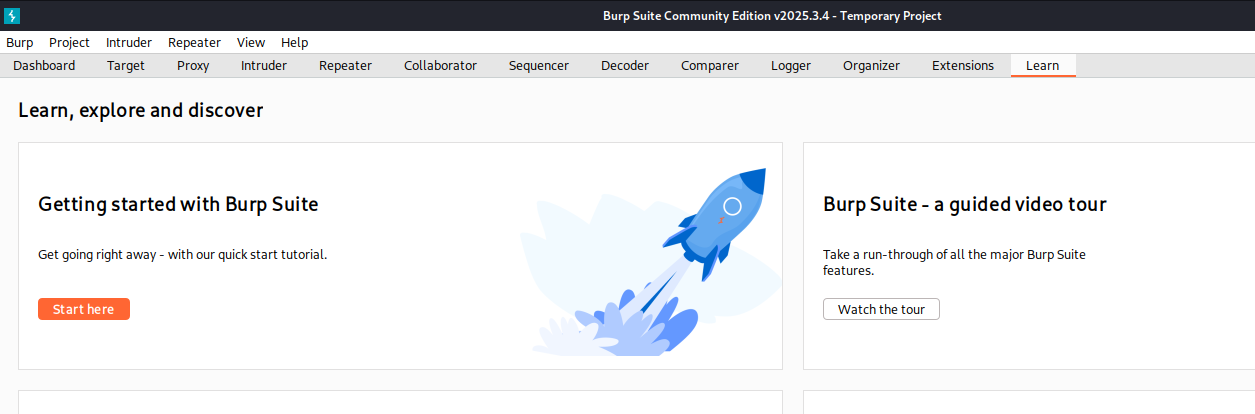 Burp Suite Community Edition v2025.3.4 - Temporary Project
Burp Project Intruder Repeater View Help
Dashboard Target Proxy Intruder Repeater Collaborator Sequencer Decoder Comparer Logger Organizer Extensions Learn
Learn, explore and discover
Getting started with Burp Suite
Get going right away - with our quick start tutorial.
Start here
Burp Suite - a guided video tour
Take a run-through of all the major Burp Suite
features.
Watch the tour